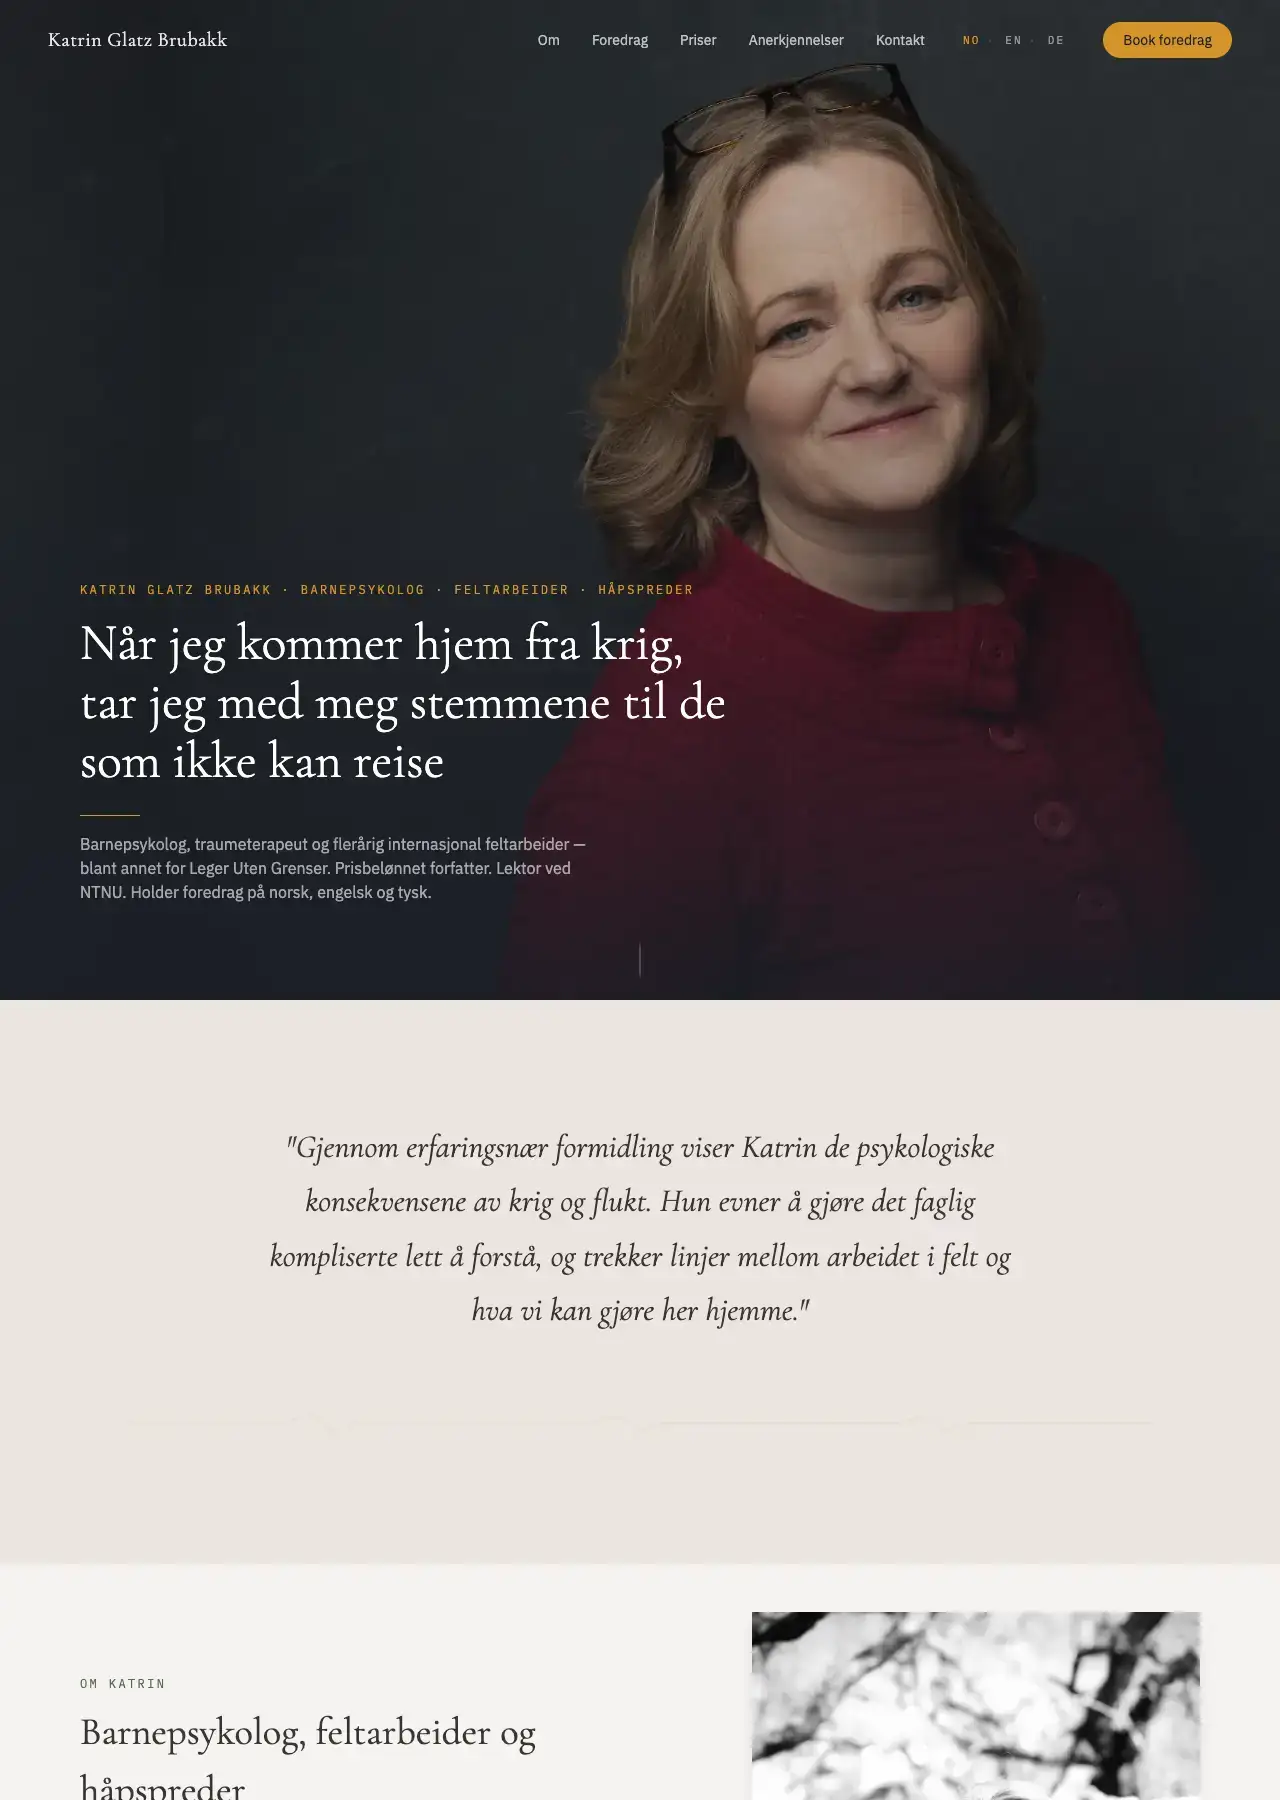 Katrin Glatz Brubakk
Om Foredrag Priser Anerkjennelser Kontakt NO · EN · DE Book foredrag
KATRIN GLATZ BRUBAKK · BARNEPSYKOLOG · FELTARBEIDER · HÅPSPREDER
Når jeg kommer hjem fra krig,
tar jeg med meg stemmene til de
som ikke kan reise
Barnepsykolog, traumeterapeut og flerårig internasjonal feltarbeider —
blant annet for Leger Uten Grenser. Prisbelønnet forfatter. Lektor ved
NTNU. Holder foredrag på norsk, engelsk og tysk.
"Gjennom erfaringsnær formidling viser Katrin de psykologiske
konsekvensene av krig og flukt. Hun evner å gjøre det faglig
kompliserte lett å forstå, og trekker linjer mellom arbeidet i felt og
hva vi kan gjøre her hjemme."
OM KATRIN
Barnepsykolog, feltarbeider og
håpspreder